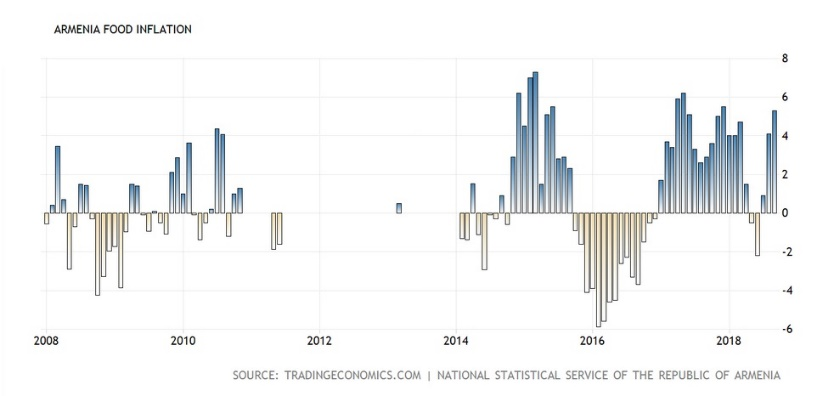 ARMENIA FOOD INFLATION
8
6
4
2
0
-2
-4
-6
2008 2010 2012 2014 2016 2018
SOURCE: TRADINGECONOMICS.COM | NATIONAL STATISTICAL SERVICE OF THE REPUBLIC OF ARMENIA